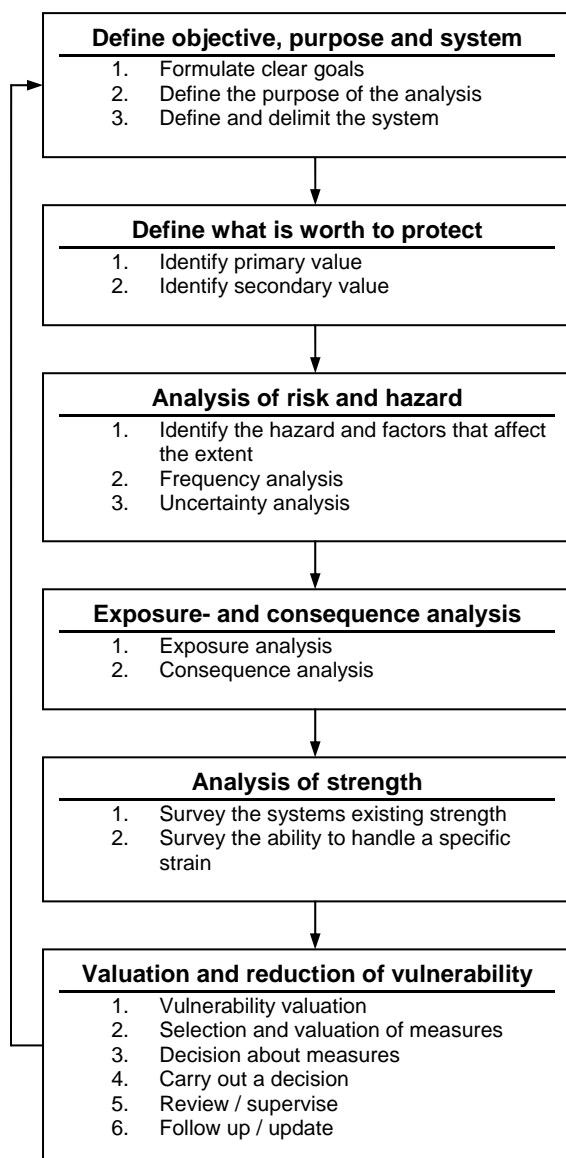 Define objective, purpose and system
1. Formulate clear goals
2. Define the purpose of the analysis
3. Define and delimit the system
Define what is worth to protect
1. Identify primary value
2. Identify secondary value
Analysis of risk and hazard
1. Identify the hazard and factors that affect
the extent
2. Frequency analysis
3. Uncertainty analysis
Exposure- and consequence analysis
1. Exposure analysis
2. Consequence analysis
Analysis of strength
1. Survey the systems existing strength
2. Survey the ability to handle a specific
strain
Valuation and reduction of vulnerability
1. Vulnerability valuation
2. Selection and valuation of measures
3. Decision about measures
4. Carry out a decision
5. Review / supervise
6. Follow up / update